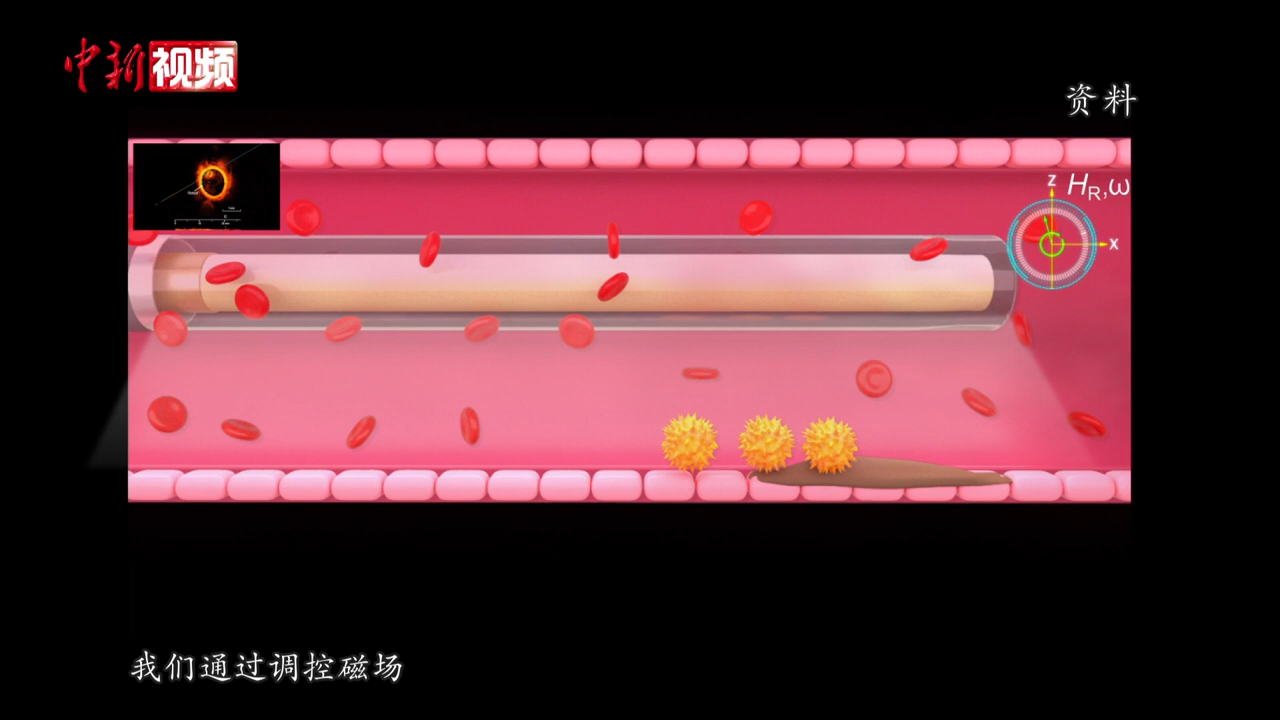 中新视频
资料
z
H_R,ω
x
我们通过调控磁场